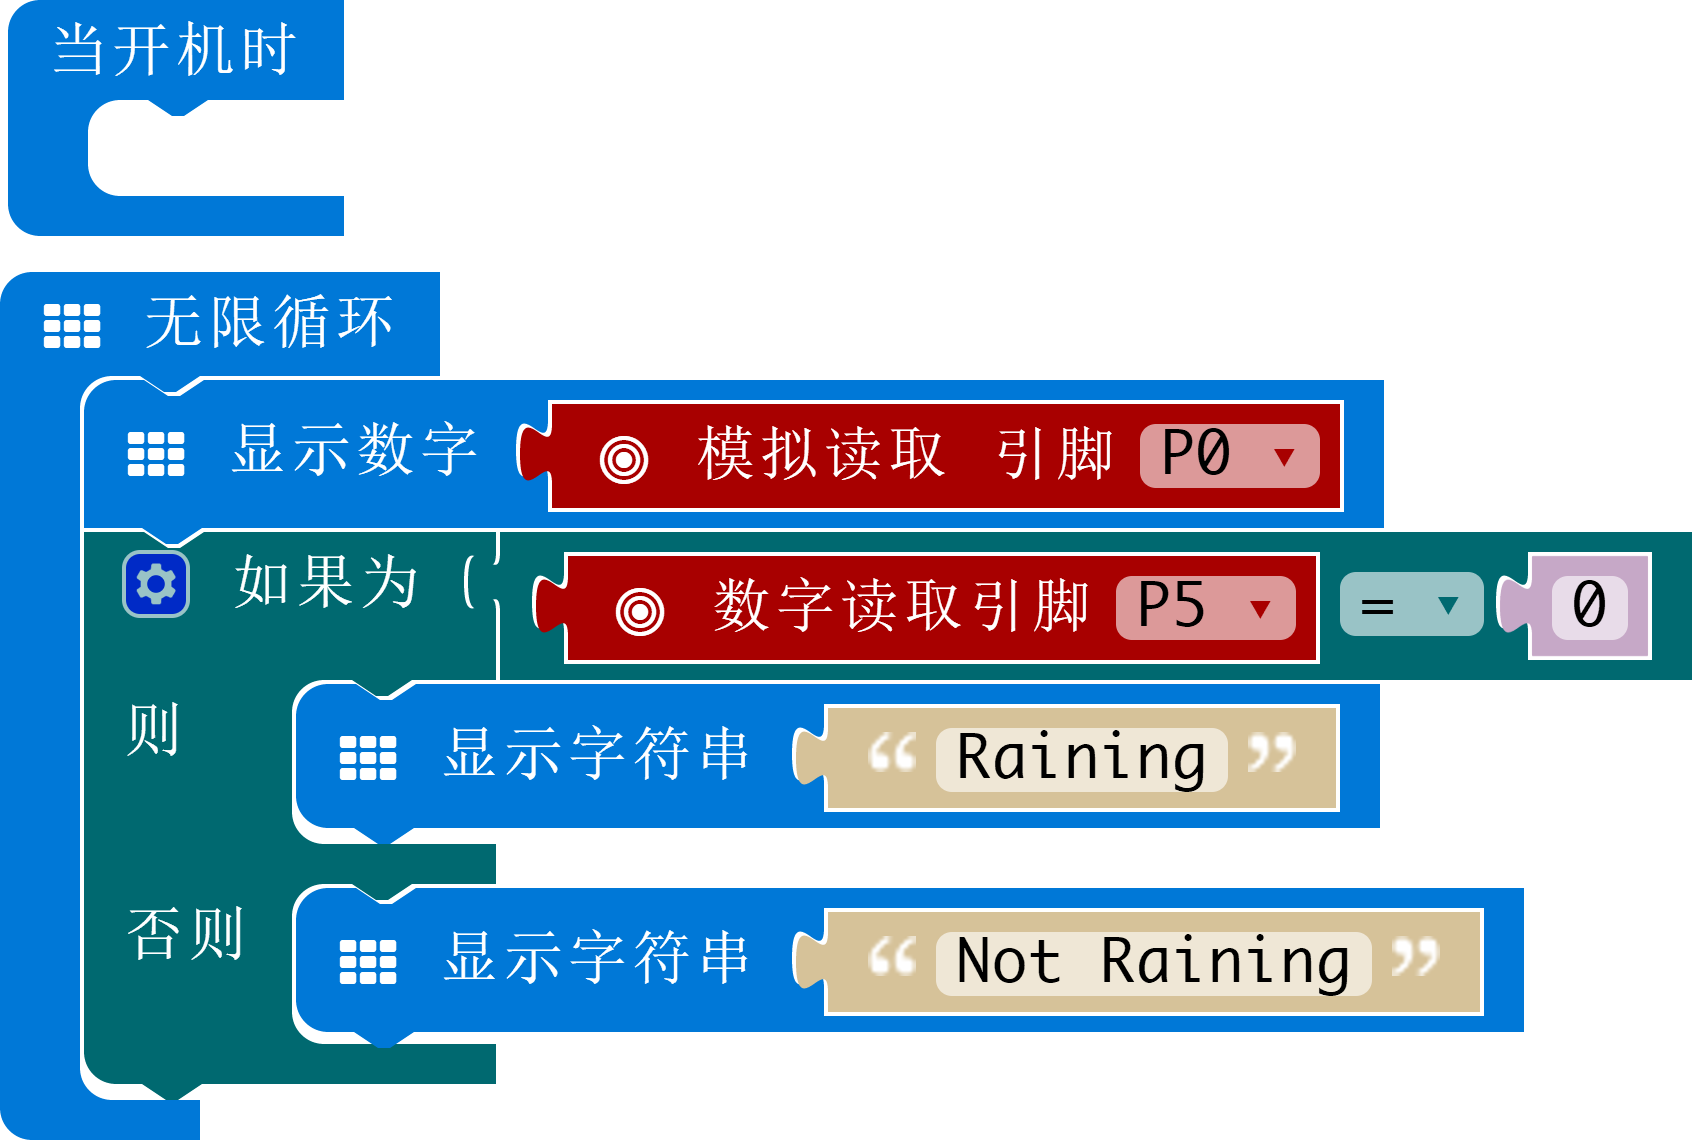 当开机时
无限循环
显示数字 模拟读取 引脚 P0
如果为 ( 数字读取引脚 P5 = 0
则 显示字符串 “ Raining ”
否则 显示字符串 “ Not Raining ”